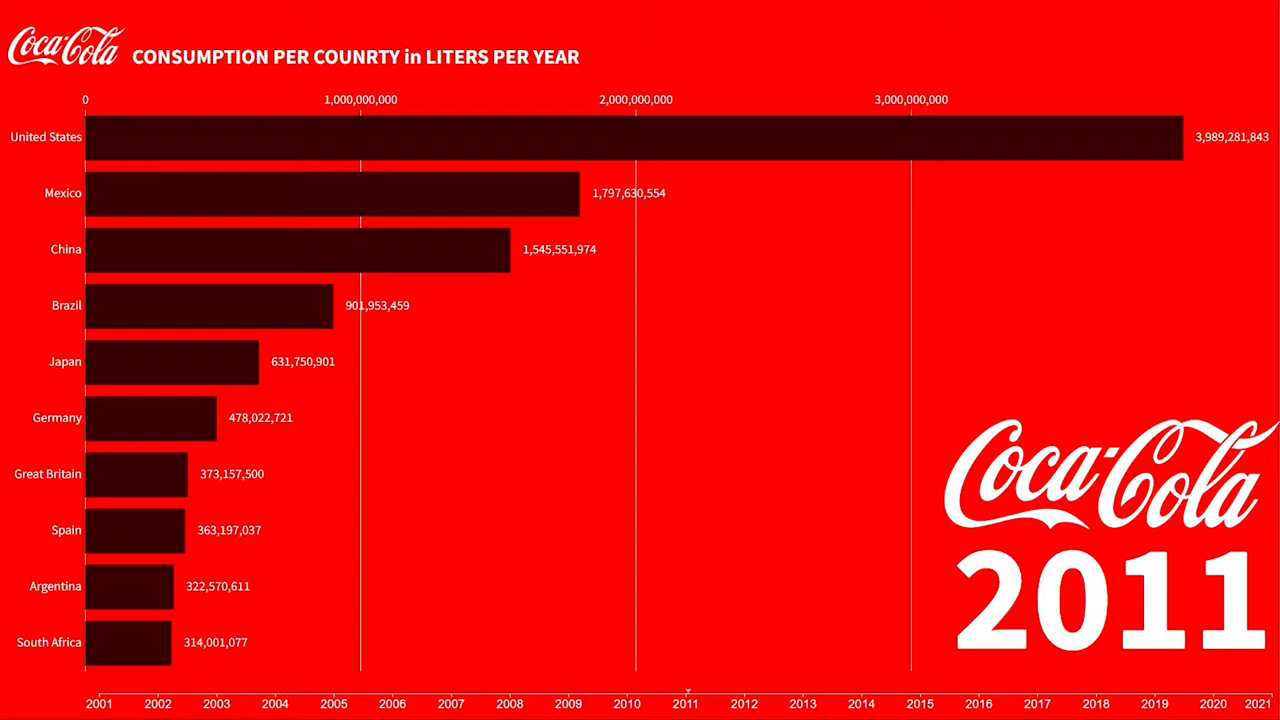 Coca-Cola CONSUMPTION PER COUNRTY in LITERS PER YEAR
0 1,000,000,000 2,000,000,000 3,000,000,000
United States 3,989,281,843
Mexico 1,797,630,554
China 1,545,551,974
Brazil 901,953,459
Japan 631,750,901
Germany 478,022,721
Great Britain 373,157,500
Spain 363,197,037
Argentina 322,570,611
South Africa 314,001,077
Coca-Cola
2011
2001 2002 2003 2004 2005 2006 2007 2008 2009 2010 2011 2012 2013 2014 2015 2016 2017 2018 2019 2020 2021